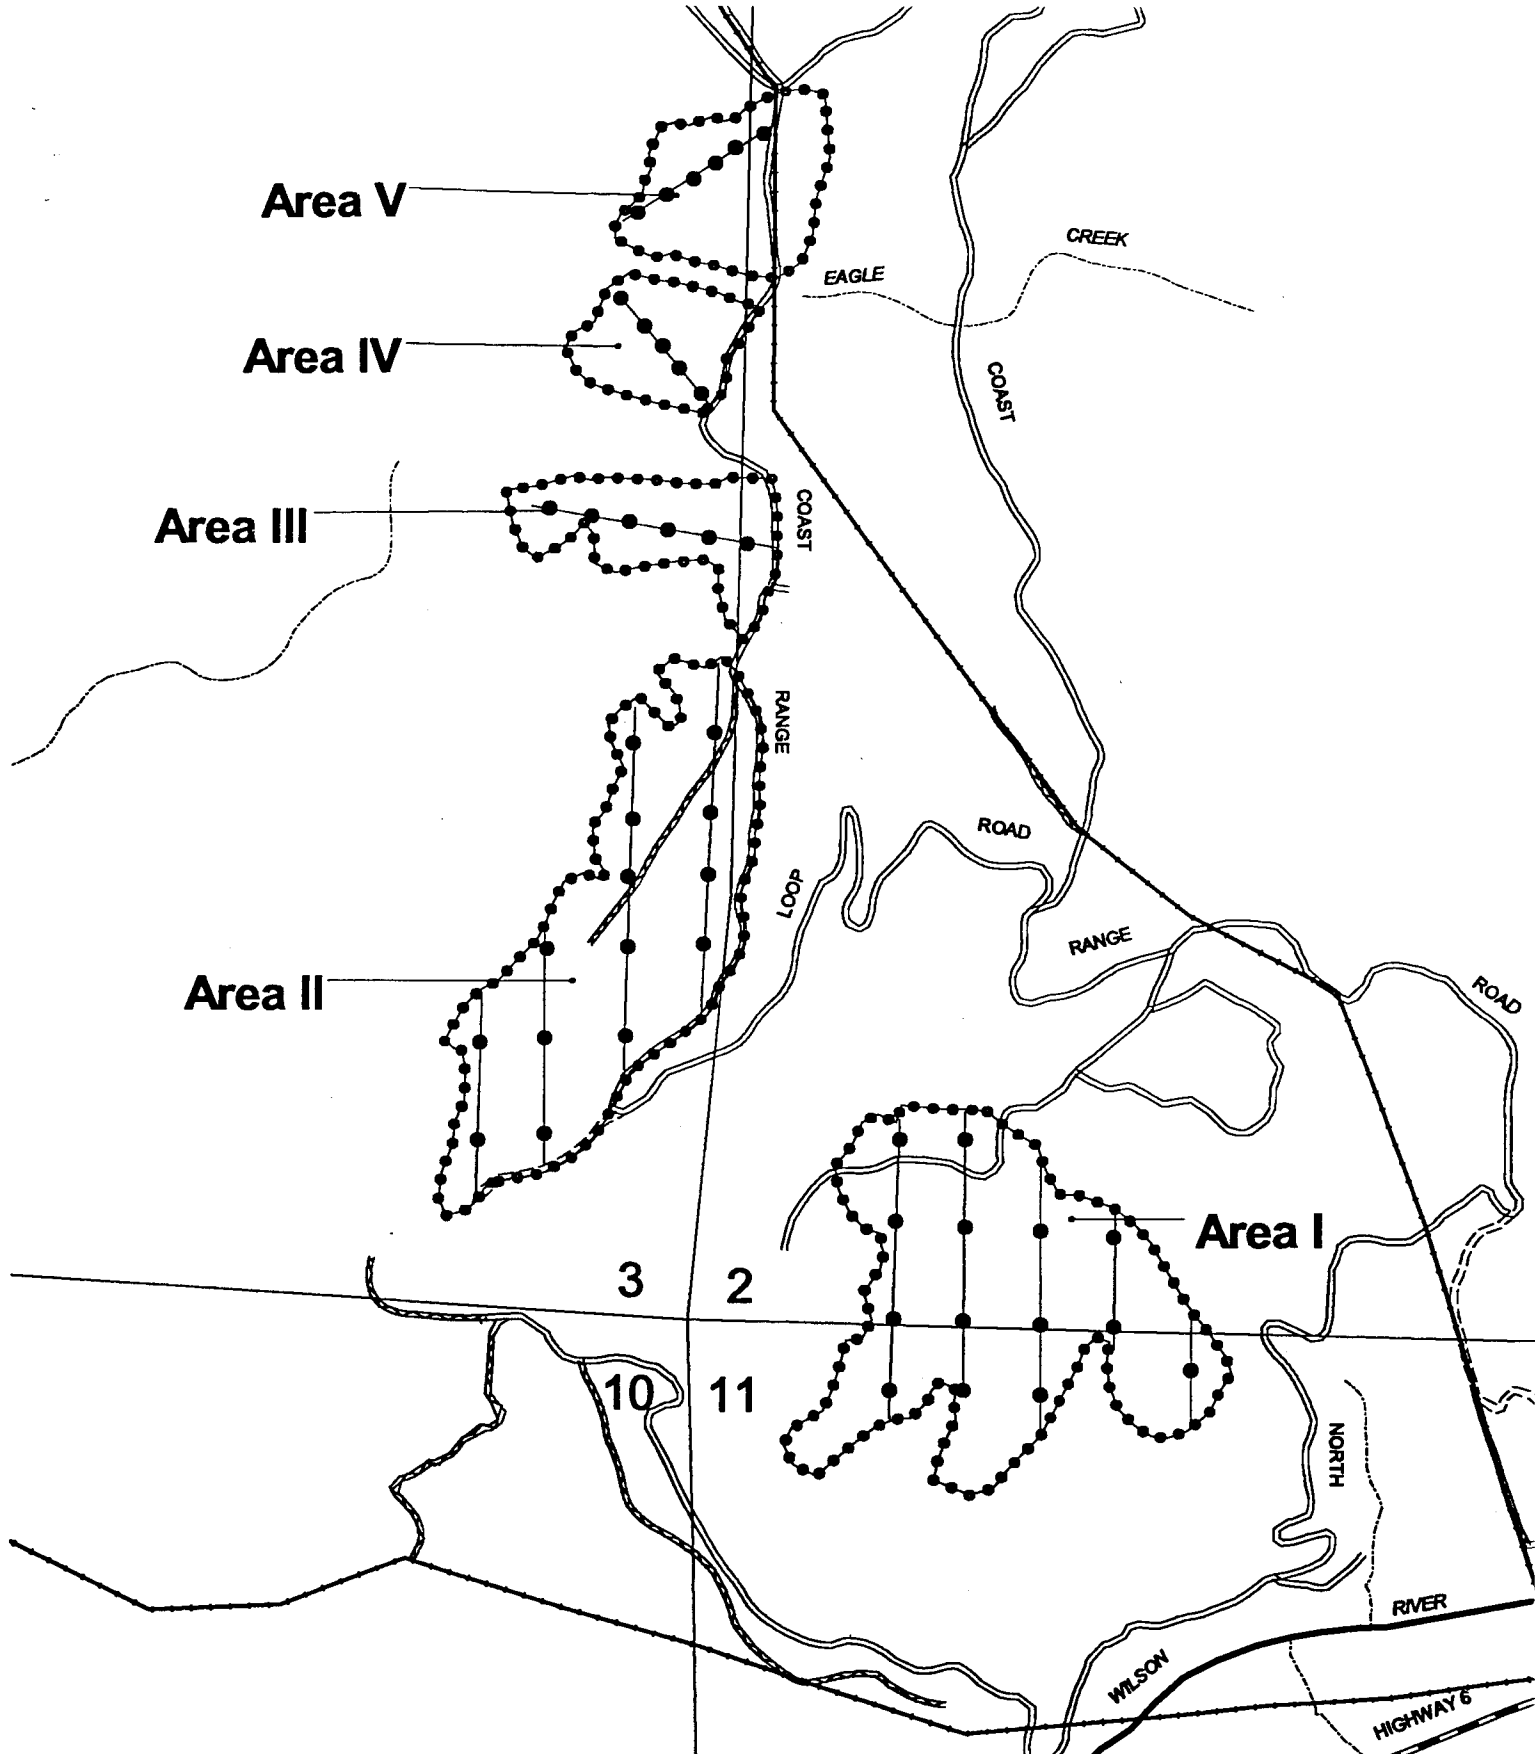 Area V
CREEK
EAGLE
Area IV
COAST
Area III
COAST
RANGE
ROAD
LOOP
RANGE
Area II
ROAD
Area I
3
2
10
11
NORTH
RIVER
WILSON
HIGHWAY 6